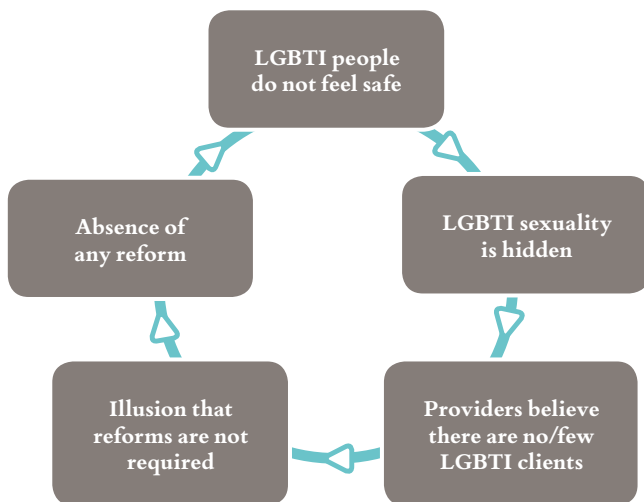 LGBTI people
do not feel safe
LGBTI sexuality
is hidden
Providers believe
there are no/few
LGBTI clients
Illusion that
reforms are not
required
Absence of
any reform